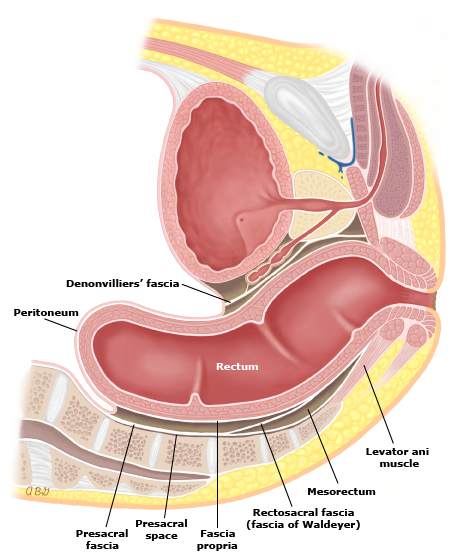 Denonvilliers' fascia
Peritoneum
Rectum
Levator ani
muscle
Mesorectum
Rectosacral fascia
(fascia of Waldeyer)
Fascia
propria
Presacral
space
Presacral
fascia